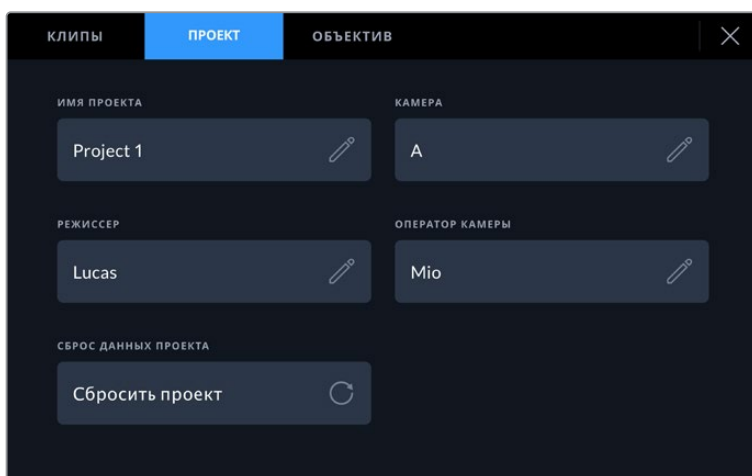 КЛИПЫ ПРОЕКТ ОБЪЕКТИВ
ИМЯ ПРОЕКТА КАМЕРА
Project 1 A
РЕЖИССЕР ОПЕРАТОР КАМЕРЫ
Lucas Mio
СБРОС ДАННЫХ ПРОЕКТА
Сбросить проект